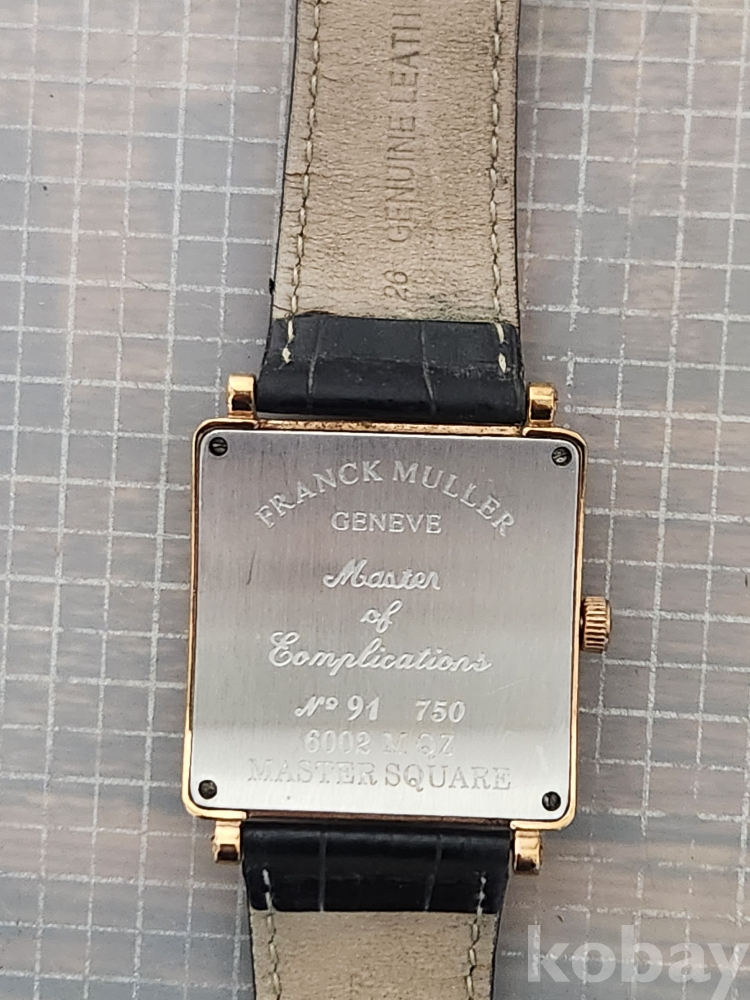 26 GENUINE LEATH
FRANCK MULLER
GENEVE
Master
of
Complications
Nº 91 750
6002 M QZ
MASTER SQUARE
kobay